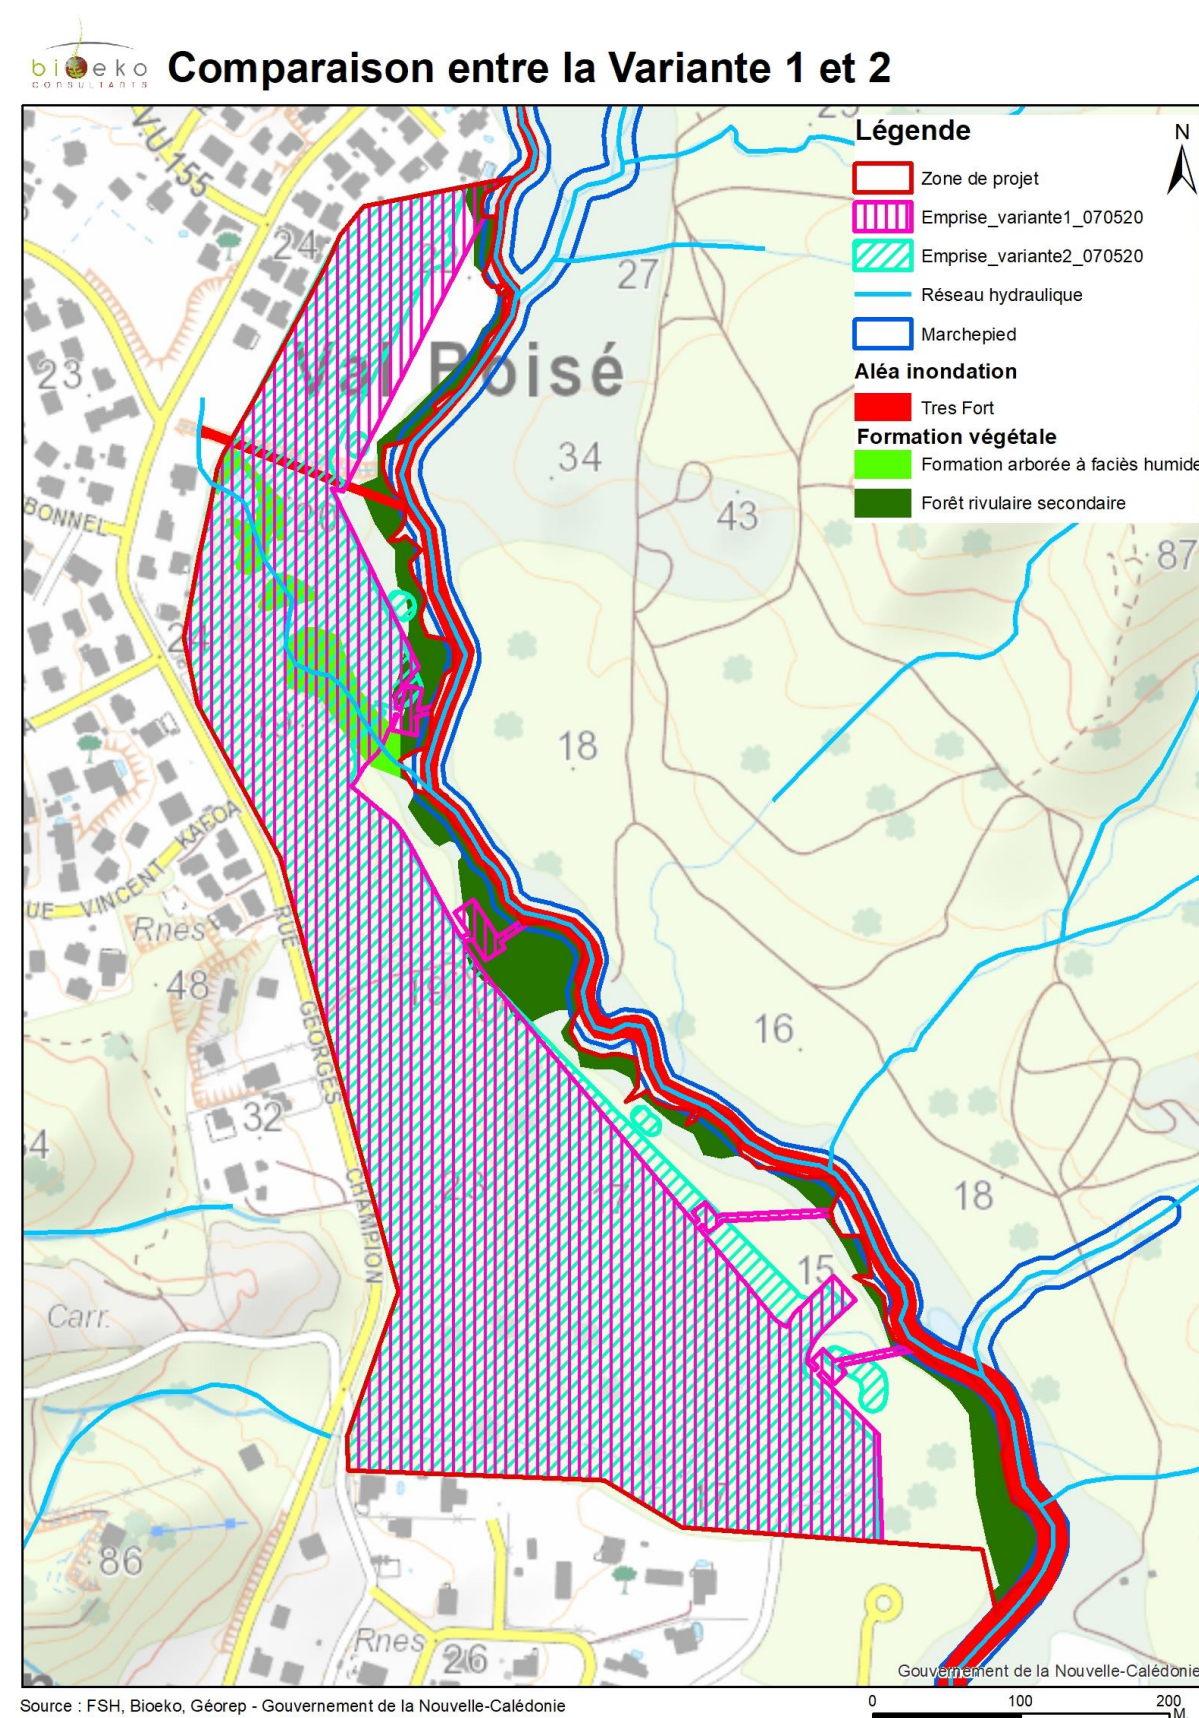 bioeko
CONSULTANTS
Comparaison entre la Variante 1 et 2
Légende
N
Zone de projet
Emprise_variante1_070520
Emprise_variante2_070520
Réseau hydraulique
Marchepied
Aléa inondation
Tres Fort
Formation végétale
Formation arborée à faciès humide
Forêt rivulaire secondaire
V.U 155
24
27
23
Val Boisé
34
43
BONNEL
87
24
18
UE VINCENT KAFOA
Rnes
48
RUE GEORGES CHAMPION
16
32
18
15
Carr.
86
Rnes
26
Gouvernement de la Nouvelle-Calédonie
Source : FSH, Bioeko, Géorep - Gouvernement de la Nouvelle-Calédonie
0 100 200
M.